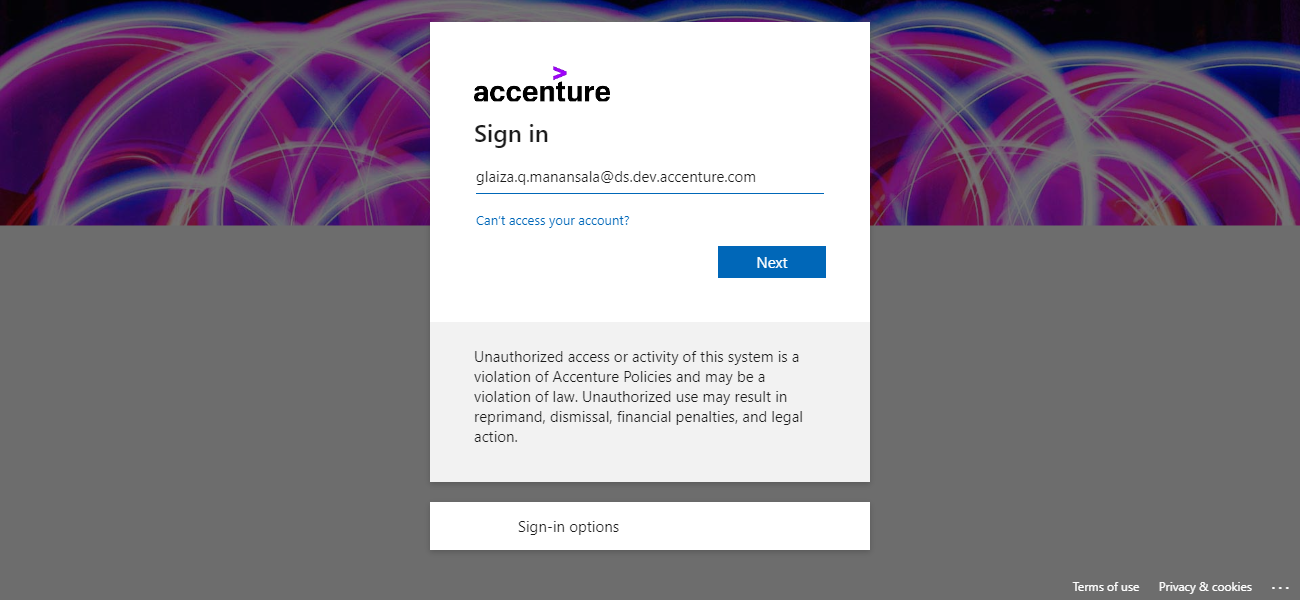 accenture
Sign in
glaiza.q.manansala@ds.dev.accenture.com
Can't access your account?
Next
Unauthorized access or activity of this system is a
violation of Accenture Policies and may be a
violation of law. Unauthorized use may result in
reprimand, dismissal, financial penalties, and legal
action.
Sign-in options
Terms of use Privacy & cookies ...